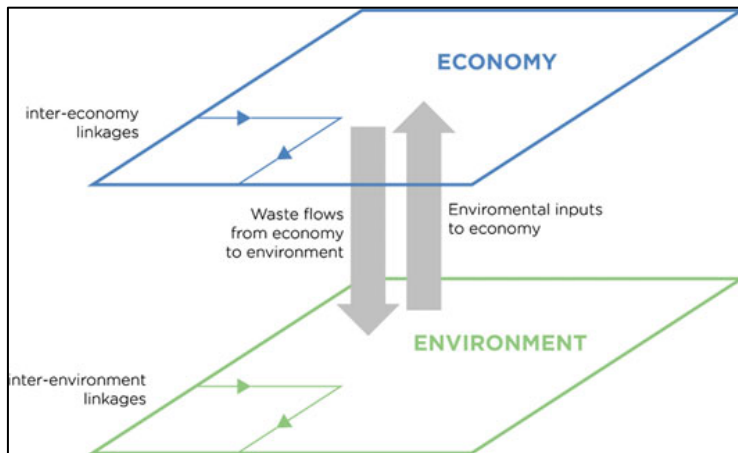 ECONOMY
inter-economy
linkages
Waste flows
from economy
to environment
Enviromental inputs
to economy
ENVIRONMENT
inter-environment
linkages